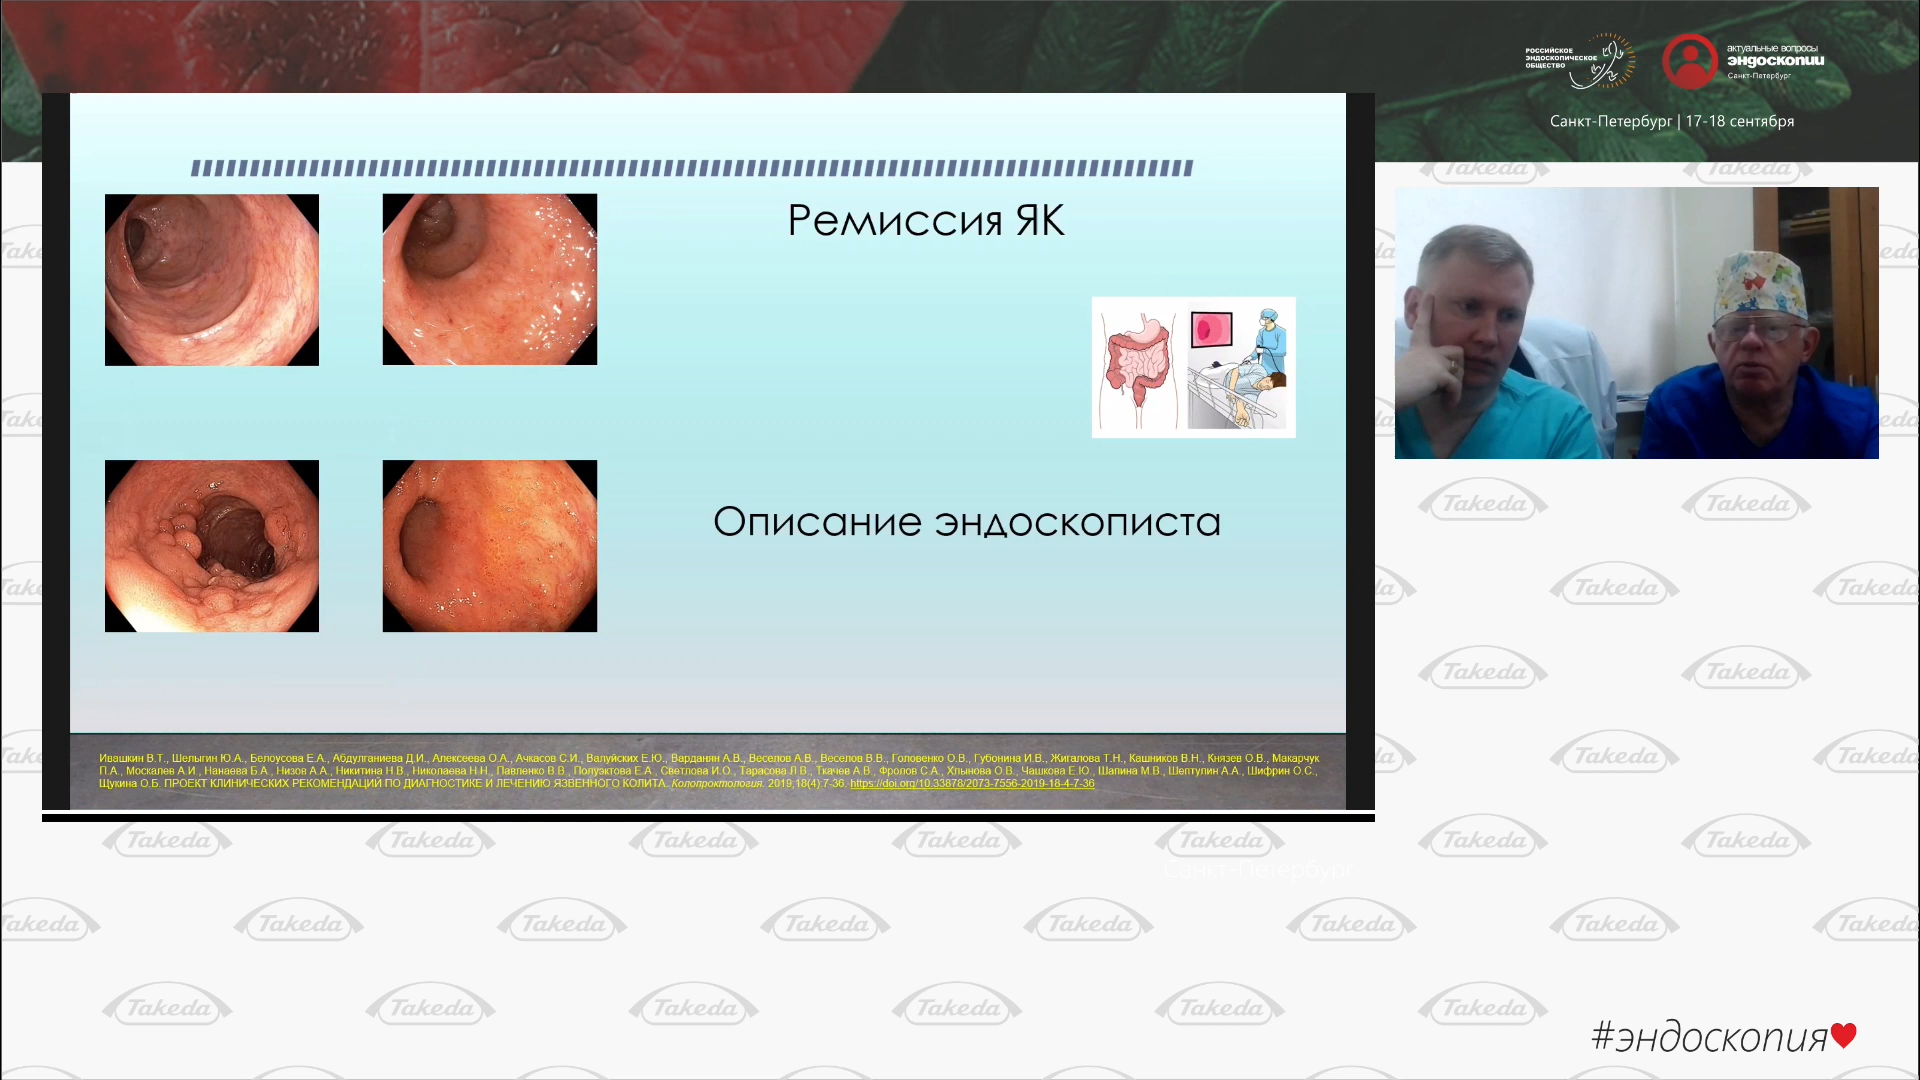 РОССИЙСКОЕ
ЭНДОСКОПИЧЕСКОЕ
ОБЩЕСТВО
актуальные вопросы
эндоскопии
Санкт-Петербург
Санкт-Петербург | 17-18 сентября
Ремиссия ЯК
Описание эндоскописта
Ивашкин В.Т., Шелыгин Ю.А., Белоусова Е.А., Абдулганиева Д.И., Алексеева О.А., Ачкасов С.И., Валуйских Е.Ю., Варданян А.В., Веселов А.В., Веселов В.В., Головенко О.В., Губонина И.В., Жигалова Т.Н., Кашников В.Н., Князев О.В., Макарчук
П.А., Москалев А.И., Нанаева Б.А., Низов А.А., Никитина Н.В., Николаева Н.Н., Павленко В.В., Полуэктова Е.А., Светлова И.О., Тарасова Л.В., Ткачев А.В., Фролов С.А., Хлынова О.В., Чашкова Е.Ю., Шапина М.В., Шептулин А.А., Шифрин О.С.,
Щукина О.Б. ПРОЕКТ КЛИНИЧЕСКИХ РЕКОМЕНДАЦИЙ ПО ДИАГНОСТИКЕ И ЛЕЧЕНИЮ ЯЗВЕННОГО КОЛИТА. Колопроктология. 2019;18(4):7-36. https://doi.org/10.33878/2073-7556-2019-18-4-7-36
Takeda
Санкт-Петербург
#эндоскопия